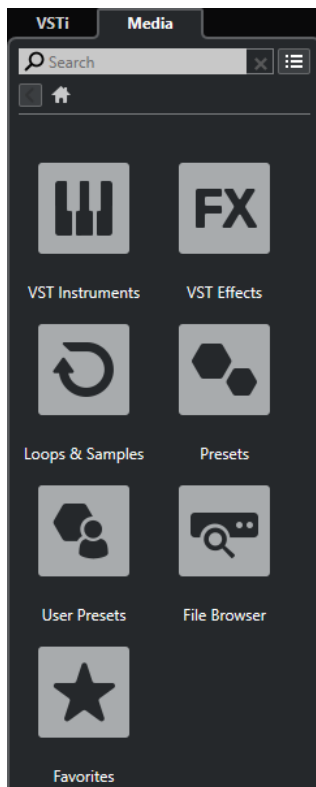 VSTi Media
Search
VST Instruments
FX
VST Effects
Loops & Samples
Presets
User Presets
File Browser
Favorites